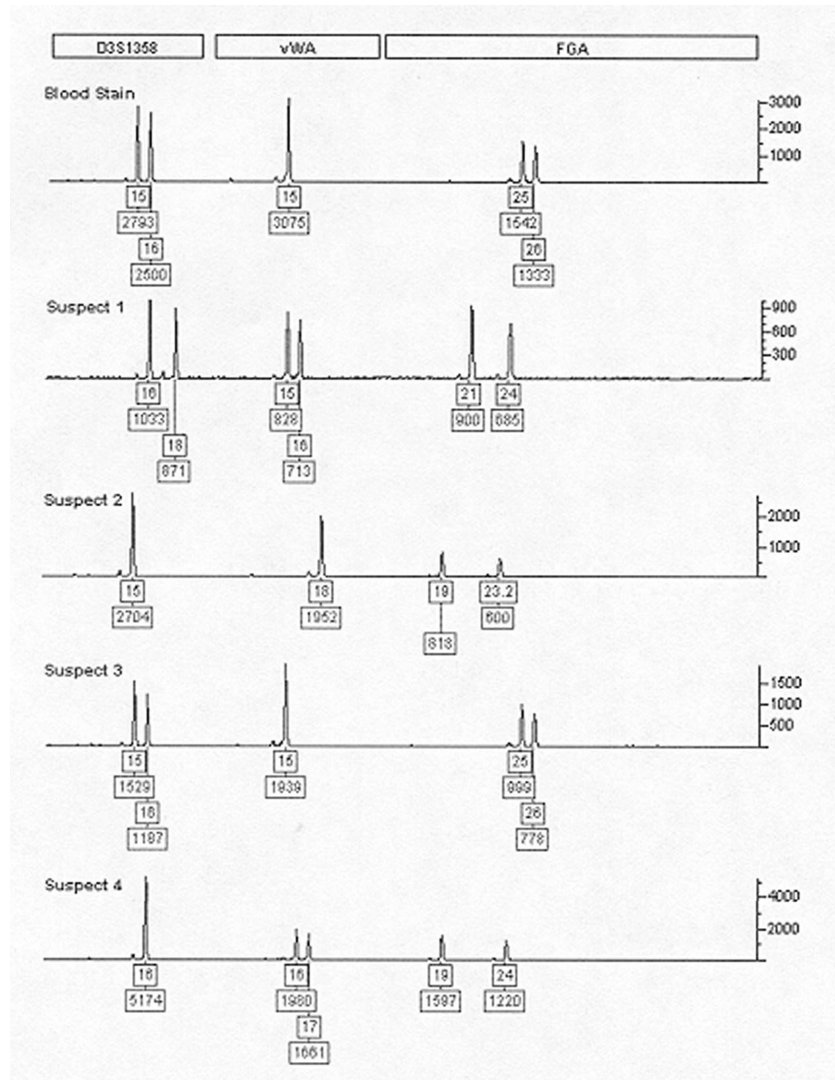 D3S1358 vWA FGA
Blood Stain
3000
2000
1000
15 15 25
2793 3075 1542
16 26
2500 1333
Suspect 1
900
600
300
16 15 21 24
1033 828 900 685
18 16
871 713
Suspect 2
2000
1000
15 18 19 23.2
2704 1952 600
813
Suspect 3
1500
1000
500
15 15 25
1529 1939 999
16 26
1187 778
Suspect 4
4000
2000
16 16 19 24
5174 1980 1597 1220
17
1661